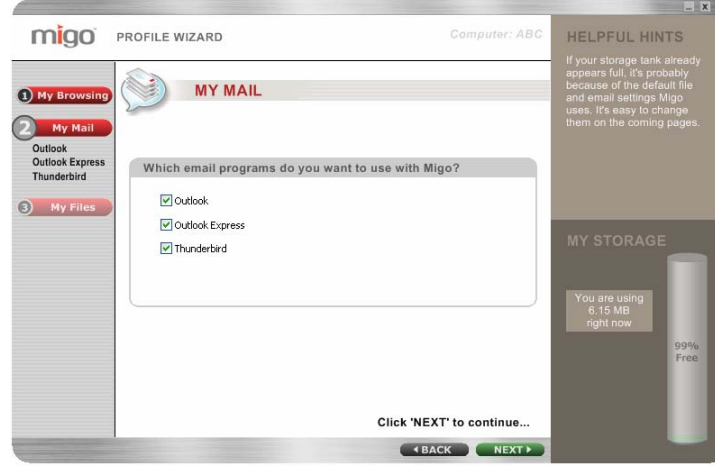 migo
PROFILE WIZARD
Computer: ABC
1 My Browsing
2 My Mail
Outlook
Outlook Express
Thunderbird
3 My Files
MY MAIL
Which email programs do you want to use with Migo?
Outlook
Outlook Express
Thunderbird
Click 'NEXT' to continue...
BACK
NEXT
HELPFUL HINTS
If your storage tank already
appears full, it's probably
because of the default file
and email settings Migo
uses. It's easy to change
them on the coming pages.
MY STORAGE
You are using
6.15 MB
right now
99%
Free